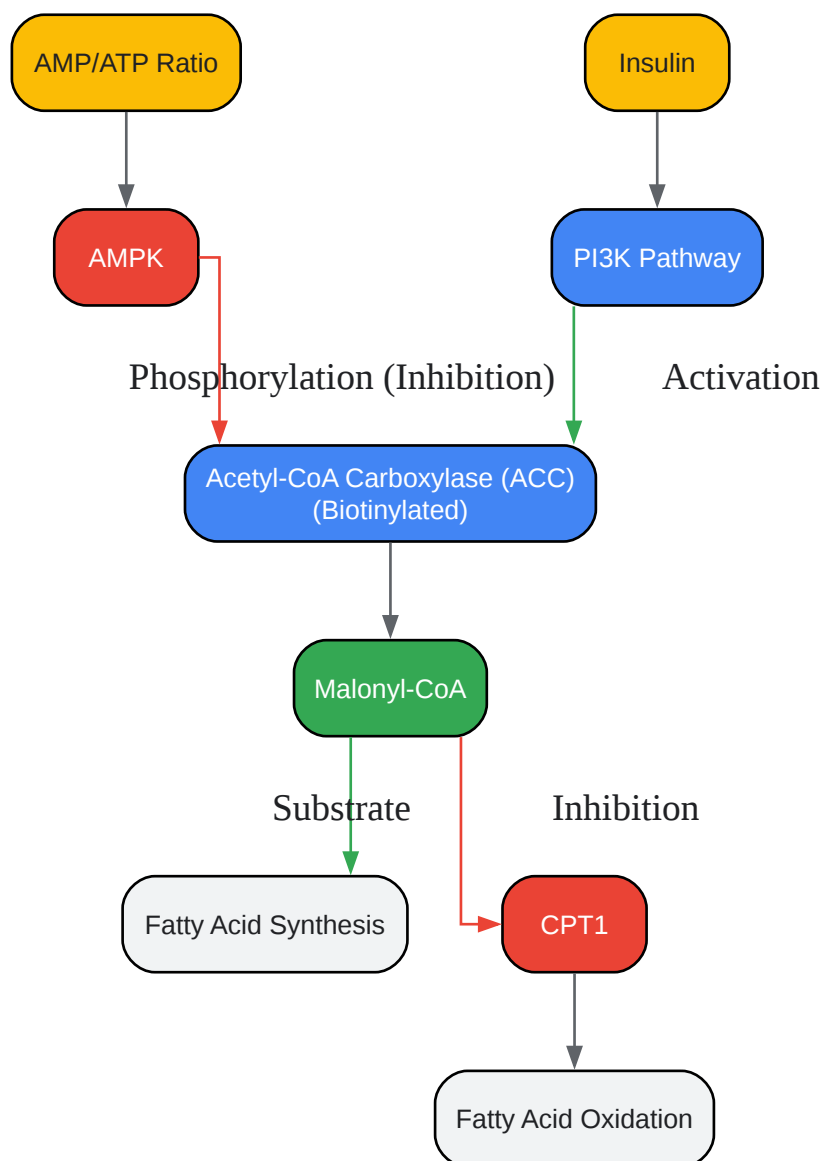 AMP/ATP Ratio
Insulin
AMPK
PI3K Pathway
Phosphorylation (Inhibition)
Activation
Acetyl-CoA Carboxylase (ACC)
(Biotinylated)
Malonyl-CoA
Substrate
Inhibition
Fatty Acid Synthesis
CPT1
Fatty Acid Oxidation